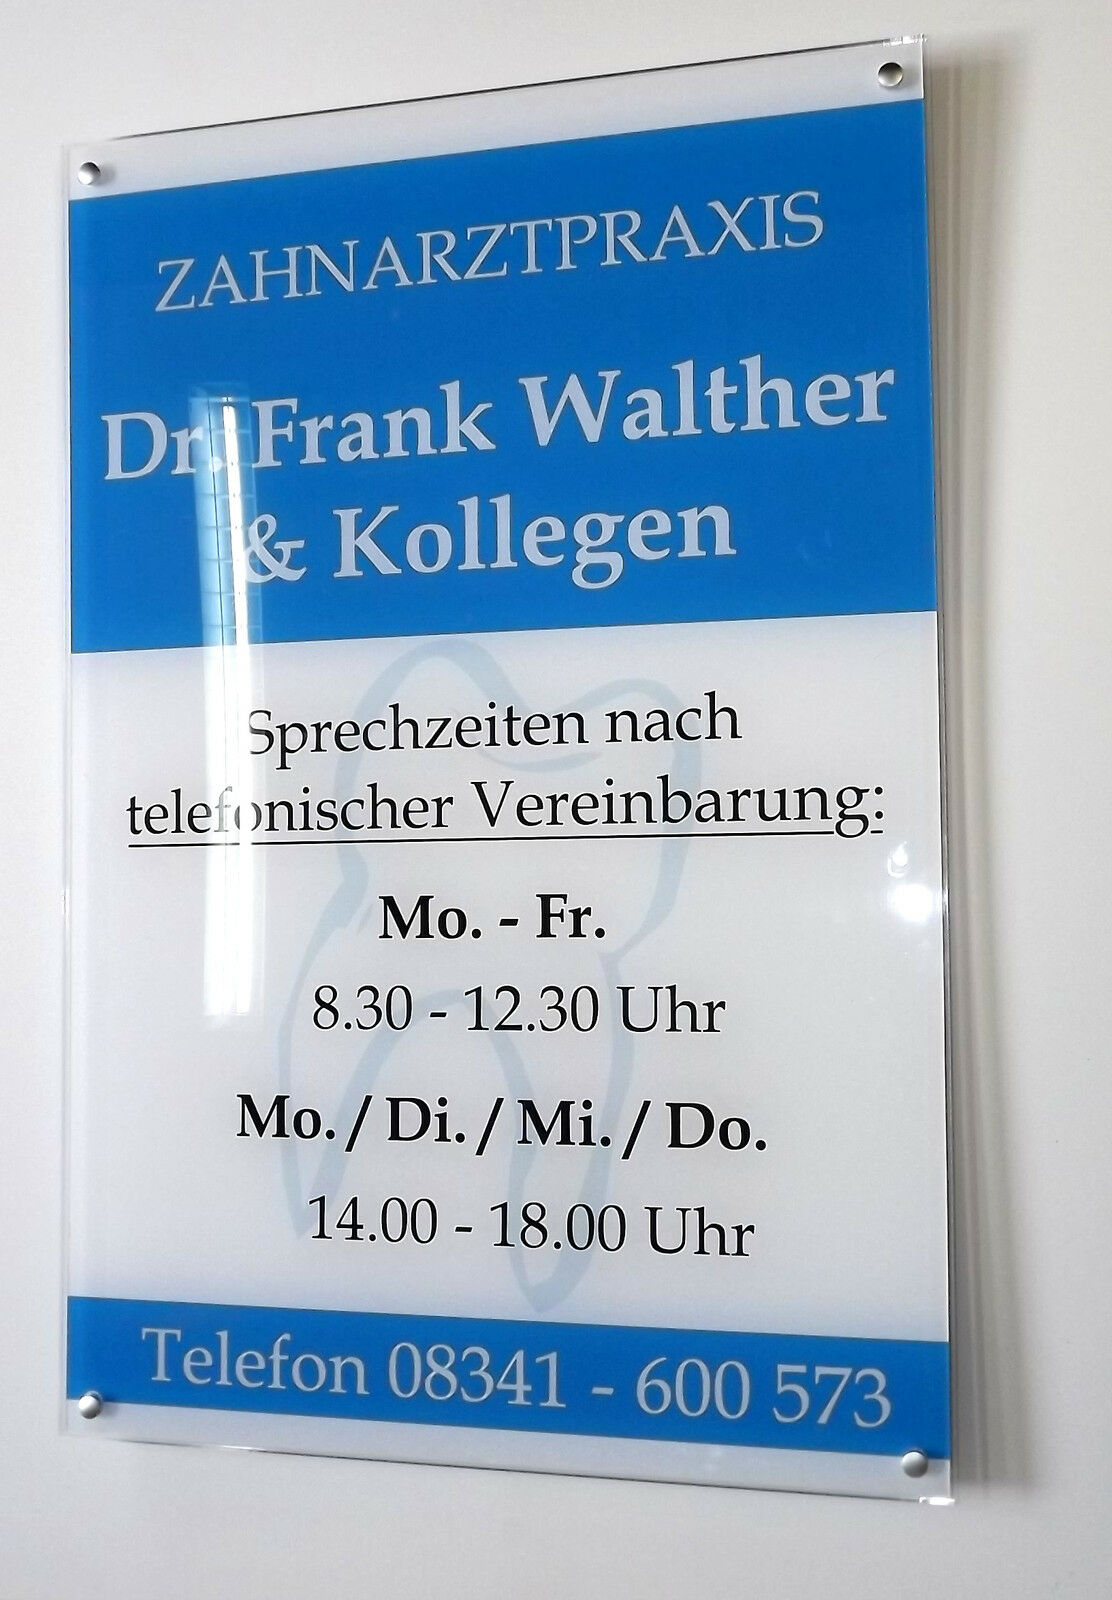 ZAHNARZTPRAXIS
Dr. Frank Walther
& Kollegen
Sprechzeiten nach
telefonischer Vereinbarung:
Mo. - Fr.
8.30 - 12.30 Uhr
Mo. / Di. / Mi. / Do.
14.00 - 18.00 Uhr
Telefon 08341 - 600 573